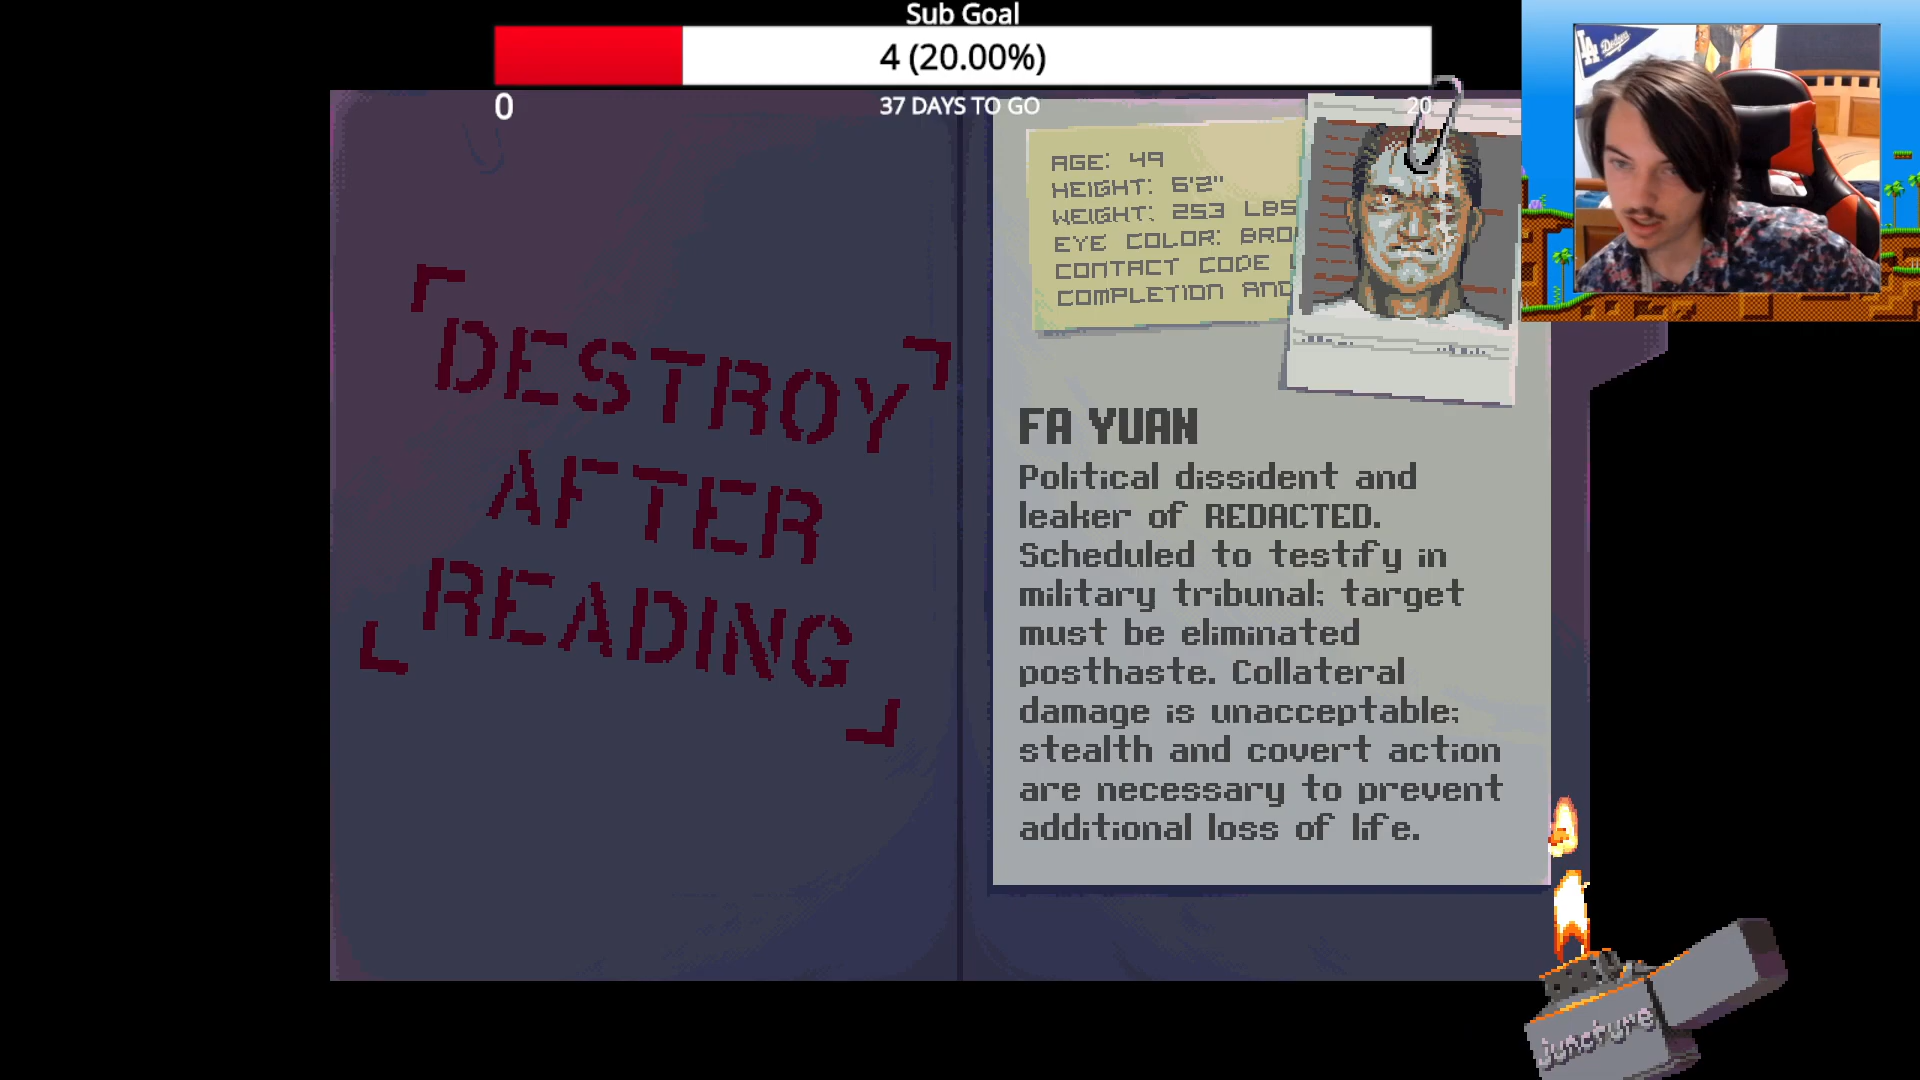 Sub Goal
4 (20.00%)
0
37 DAYS TO GO
20
Dodgers
DESTROY
AFTER
READING
AGE: 49
HEIGHT: 6'2"
WEIGHT: 253 LBS
EYE COLOR: BRO
CONTACT CODE
COMPLETION AND
FA YUAN
Political dissident and
leaker of REDACTED.
Scheduled to testify in
military tribunal; target
must be eliminated
posthaste. Collateral
damage is unacceptable;
stealth and covert action
are necessary to prevent
additional loss of life.
juncture